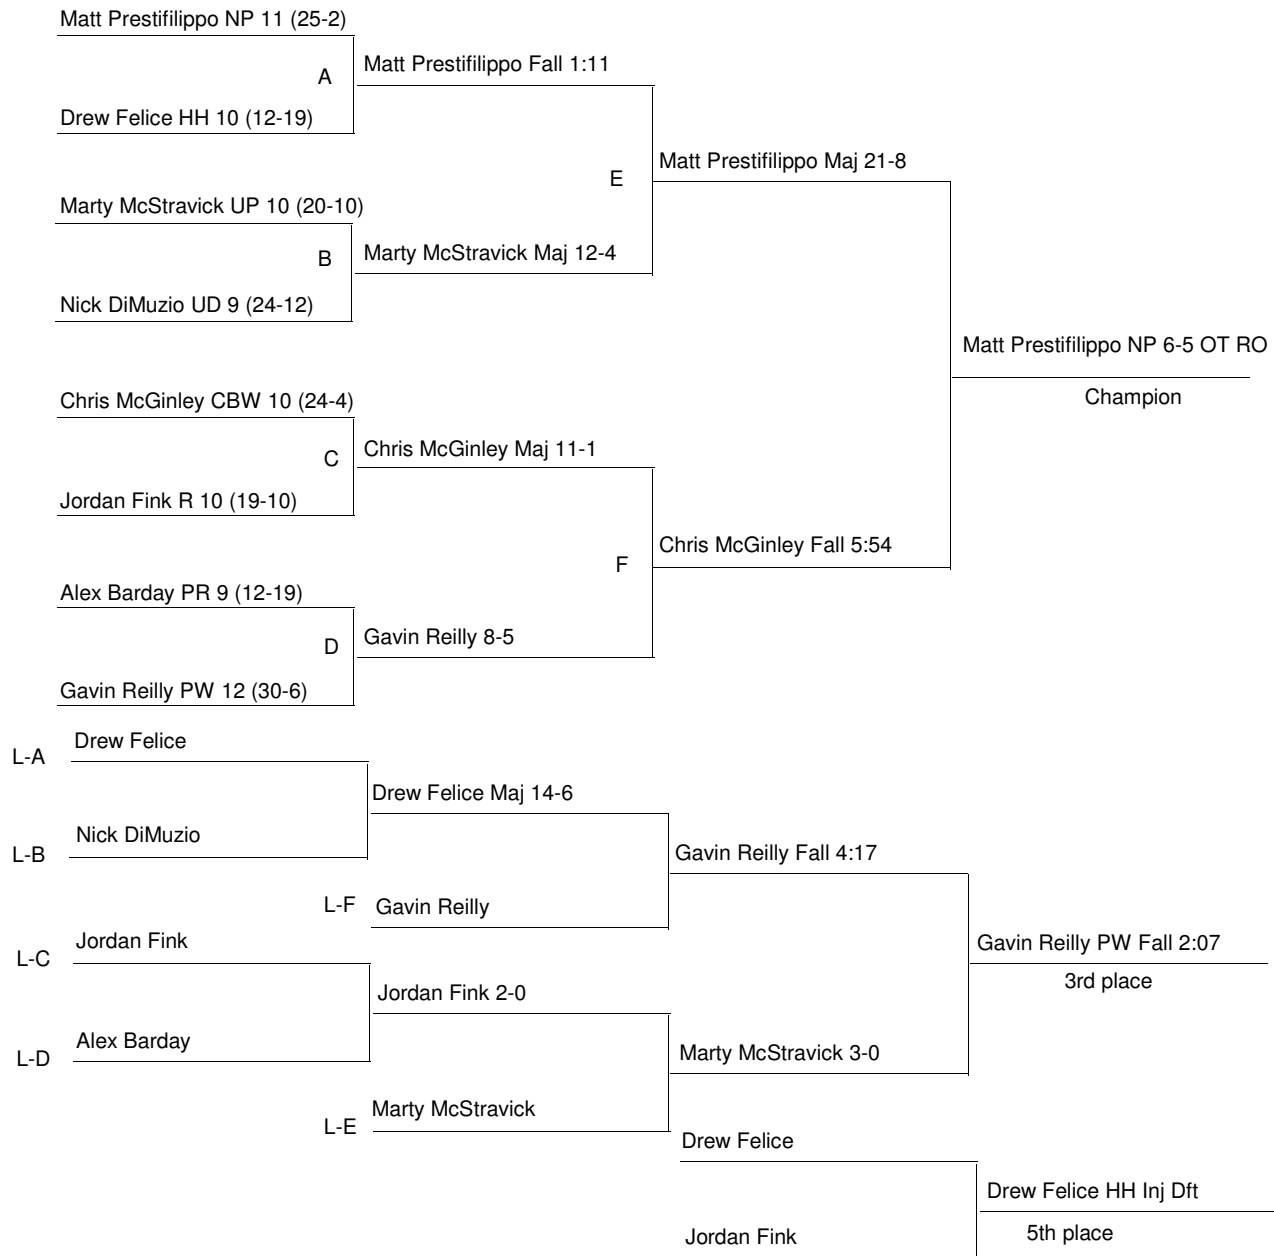 Matt Prestifilippo NP 11 (25-2)
A
Matt Prestifilippo Fall 1:11
Drew Felice HH 10 (12-19)
E
Matt Prestifilippo Maj 21-8
Marty McStravick UP 10 (20-10)
B
Marty McStravick Maj 12-4
Nick DiMuzio UD 9 (24-12)
Matt Prestifilippo NP 6-5 OT RO
Champion
Chris McGinley CBW 10 (24-4)
C
Chris McGinley Maj 11-1
Jordan Fink R 10 (19-10)
F
Chris McGinley Fall 5:54
Alex Barday PR 9 (12-19)
D
Gavin Reilly 8-5
Gavin Reilly PW 12 (30-6)
L-A
Drew Felice
Drew Felice Maj 14-6
L-B
Nick DiMuzio
Gavin Reilly Fall 4:17
L-F
Gavin Reilly
L-C
Jordan Fink
Gavin Reilly PW Fall 2:07
3rd place
Jordan Fink 2-0
L-D
Alex Barday
Marty McStravick 3-0
L-E
Marty McStravick
Drew Felice
Drew Felice HH Inj Dft
5th place
Jordan Fink